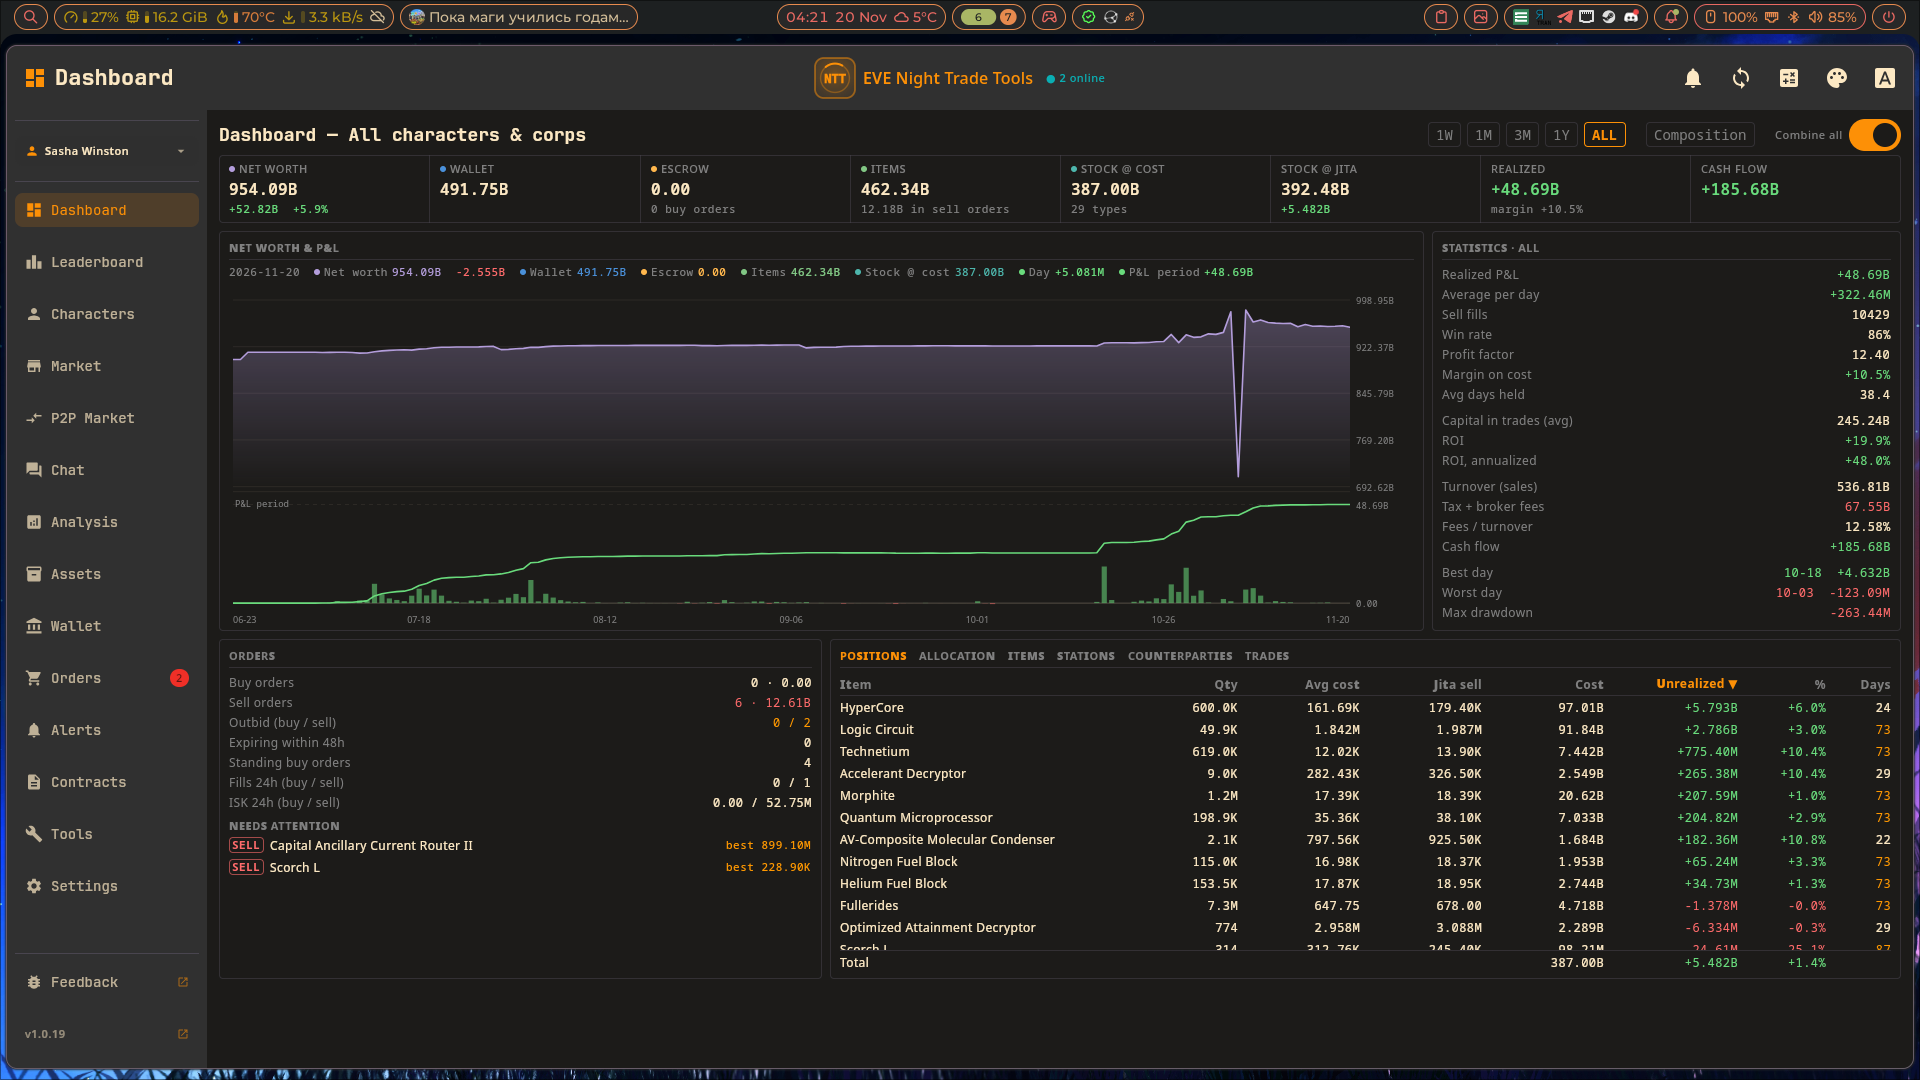 27% 16.2 GiB 70°C 3.3 kB/s Пока маги учились годам... 04:21 20 Nov 5°C 6 7 100% 85%
Dashboard NTT EVE Night Trade Tools 2 online A
Sasha Winston
Dashboard
Leaderboard
Characters
Market
P2P Market
Chat
Analysis
Assets
Wallet
Orders 2
Alerts
Contracts
Tools
Settings
Feedback
v1.0.19
Dashboard — All characters & corps 1W 1M 3M 1Y ALL Composition Combine all
NET WORTH WALLET ESCROW ITEMS STOCK @ COST STOCK @ JITA REALIZED CASH FLOW
954.09B 491.75B 0.00 462.34B 387.00B 392.48B +48.69B +185.68B
+52.82B +5.9% 0 buy orders 12.18B in sell orders 29 types +5.482B margin +10.5%
NET WORTH & P&L
2026-11-20 Net worth 954.09B -2.555B Wallet 491.75B Escrow 0.00 Items 462.34B Stock @ cost 387.00B Day +5.081M P&L period +48.69B
998.95B
922.37B
845.79B
769.20B
692.62B
P&L period 48.69B
0.00
06-23 07-18 08-12 09-06 10-01 10-26 11-20
STATISTICS · ALL
Realized P&L +48.69B
Average per day +322.46M
Sell fills 10429
Win rate 86%
Profit factor 12.40
Margin on cost +10.5%
Avg days held 38.4
Capital in trades (avg) 245.24B
ROI +19.9%
ROI, annualized +48.0%
Turnover (sales) 536.81B
Tax + broker fees 67.55B
Fees / turnover 12.58%
Cash flow +185.68B
Best day 10-18 +4.632B
Worst day 10-03 -123.09M
Max drawdown -263.44M
ORDERS
Buy orders 0 · 0.00
Sell orders 6 · 12.61B
Outbid (buy / sell) 0 / 2
Expiring within 48h 0
Standing buy orders 4
Fills 24h (buy / sell) 0 / 1
ISK 24h (buy / sell) 0.00 / 52.75M
NEEDS ATTENTION
SELL Capital Ancillary Current Router II best 899.10M
SELL Scorch L best 228.90K
POSITIONS ALLOCATION ITEMS STATIONS COUNTERPARTIES TRADES
Item Qty Avg cost Jita sell Cost Unrealized ▼ % Days
HyperCore 600.0K 161.69K 179.40K 97.01B +5.793B +6.0% 24
Logic Circuit 49.9K 1.842M 1.987M 91.84B +2.786B +3.0% 73
Technetium 619.0K 12.02K 13.90K 7.442B +775.40M +10.4% 73
Accelerant Decryptor 9.0K 282.43K 326.50K 2.549B +265.38M +10.4% 29
Morphite 1.2M 17.39K 18.39K 20.62B +207.59M +1.0% 73
Quantum Microprocessor 198.9K 35.36K 38.10K 7.033B +204.82M +2.9% 73
AV-Composite Molecular Condenser 2.1K 797.56K 925.50K 1.684B +182.36M +10.8% 22
Nitrogen Fuel Block 115.0K 16.98K 18.37K 1.953B +65.24M +3.3% 73
Helium Fuel Block 153.5K 17.87K 18.95K 2.744B +34.73M +1.3% 73
Fullerides 7.3M 647.75 678.00 4.718B -1.378M -0.0% 73
Optimized Attainment Decryptor 774 2.958M 3.088M 2.289B -6.334M -0.3% 29
Scorch L 314 312.76K 245.40K 98.21M -24.61M -25.1% 87
Total 387.00B +5.482B +1.4%